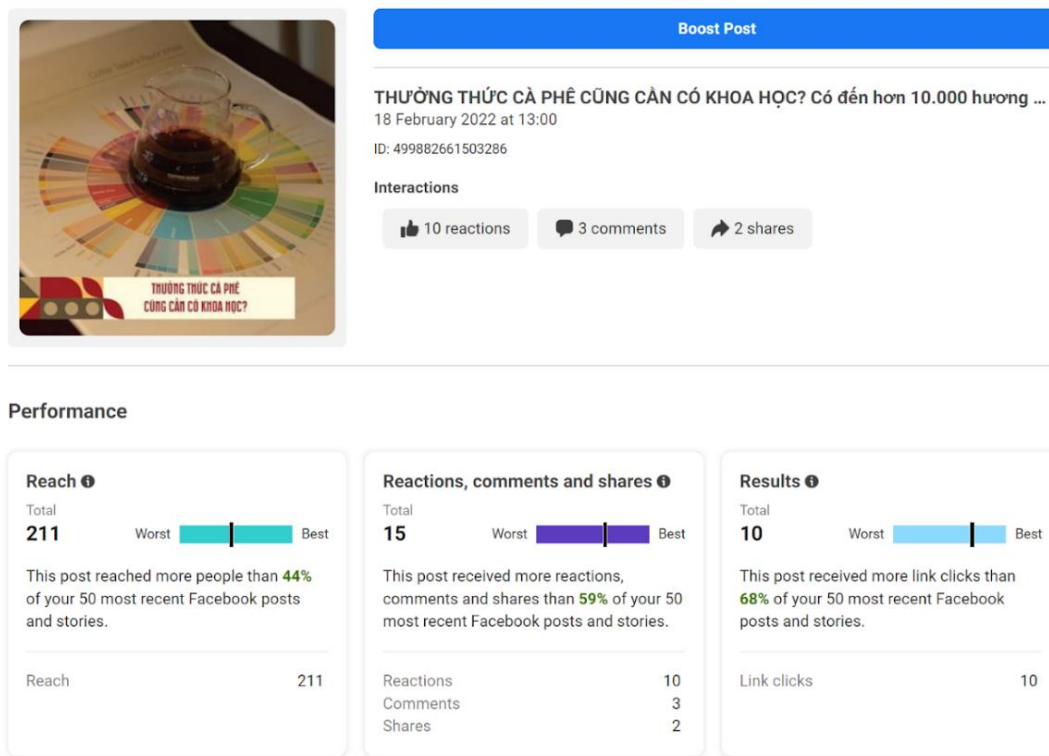 Boost Post
THƯỞNG THỨC CÀ PHÊ CŨNG CẦN CÓ KHOA HỌC? Có đến hơn 10.000 hương ...
18 February 2022 at 13:00
ID: 499882661503286
Interactions
10 reactions
3 comments
2 shares
THƯỞNG THỨC CÀ PHÊ
CŨNG CẦN CÓ KHOA HỌC?
Performance
Reach
Total
211
Worst
Best
This post reached more people than 44%
of your 50 most recent Facebook posts
and stories.
Reach 211
Reactions, comments and shares
Total
15
Worst
Best
This post received more reactions,
comments and shares than 59% of your 50
most recent Facebook posts and stories.
Reactions 10
Comments 3
Shares 2
Results
Total
10
Worst
Best
This post received more link clicks than
68% of your 50 most recent Facebook
posts and stories.
Link clicks 10